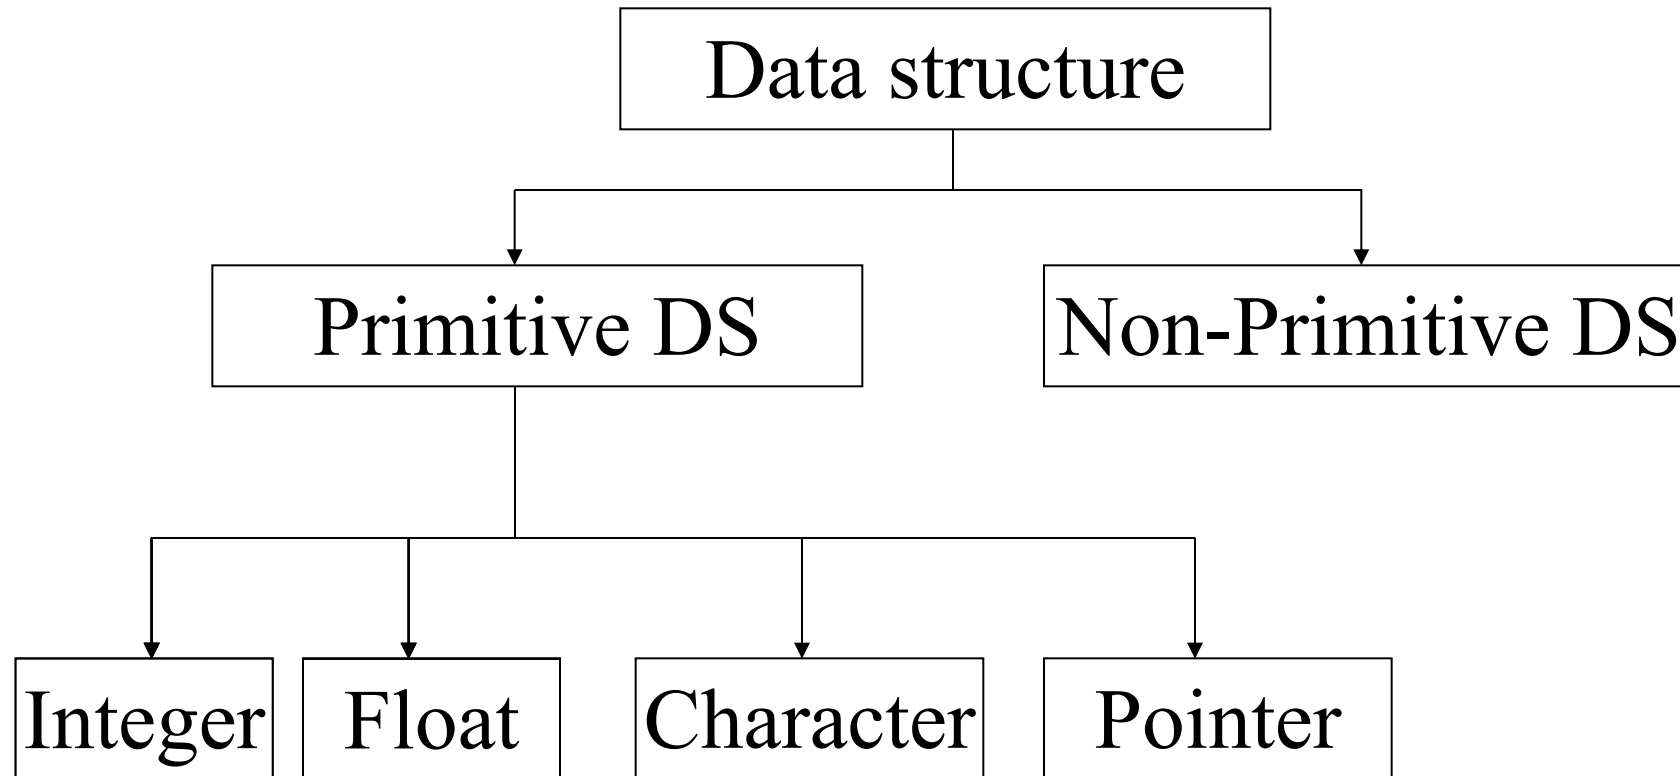 Data structure
Primitive DS
Non-Primitive DS
Integer
Float
Character
Pointer